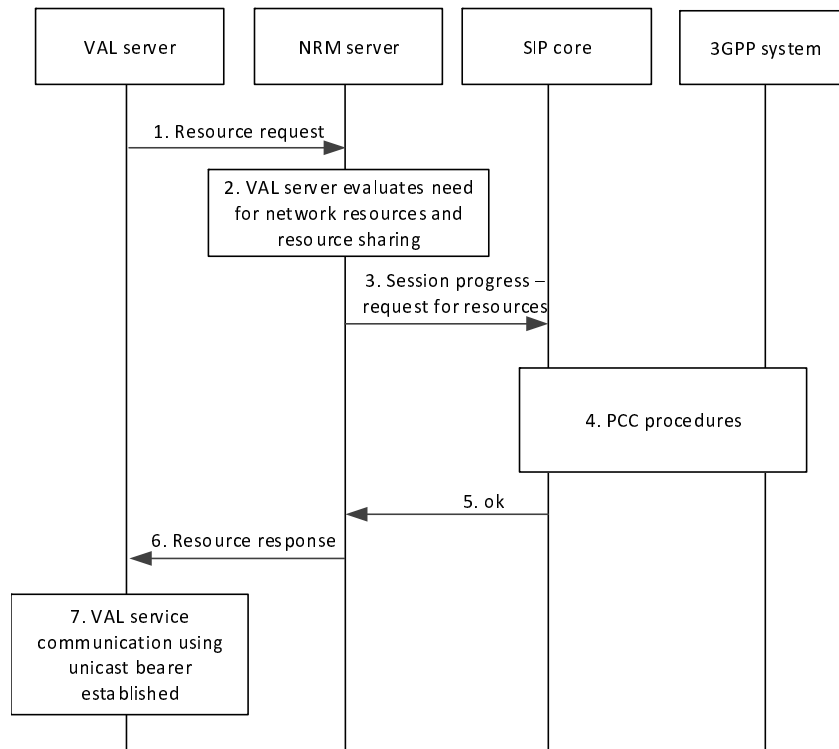 VAL server
NRM server
SIP core
3GPP system
1. Resource request
2. VAL server evaluates need
for network resources and
resource sharing
3. Session progress –
request for resources
4. PCC procedures
5. ok
6. Resource response
7. VAL service
communication using
unicast bearer
established